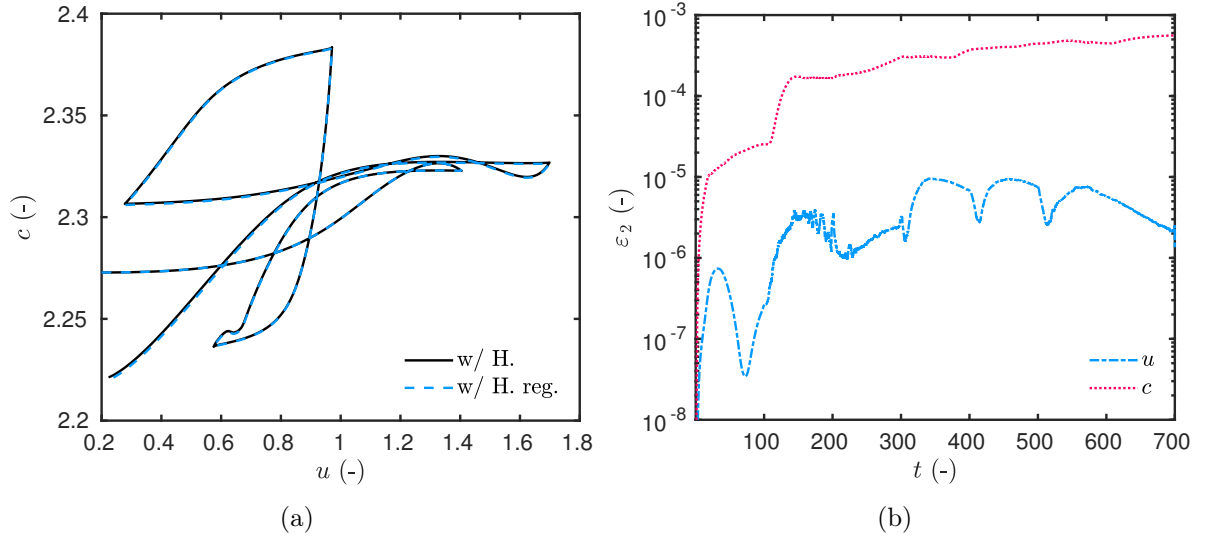 2.4
2.35
2.3
2.25
2.2
c (-)
0.2 0.4 0.6 0.8 1 1.2 1.4 1.6 1.8
u (-)
w/ H.
w/ H. reg.
(a)
10⁻³
10⁻⁴
10⁻⁵
10⁻⁶
10⁻⁷
10⁻⁸
ε₂ (-)
100 200 300 400 500 600 700
t (-)
u
c
(b)